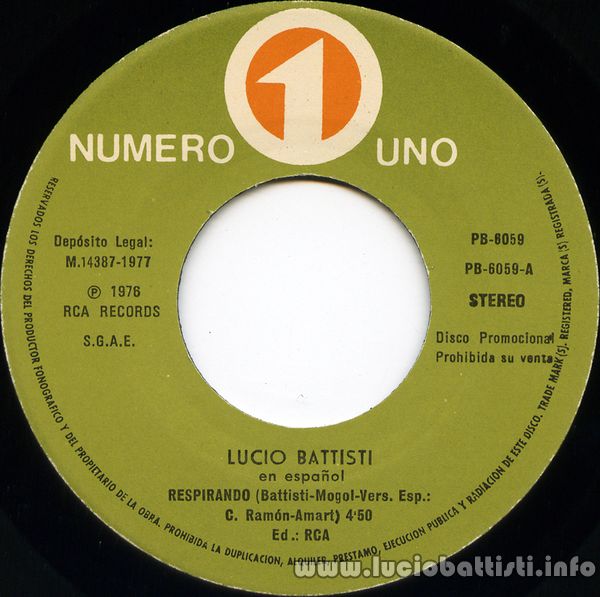 1
NUMERO UNO
Depósito Legal:
M.14387-1977
℗ 1976
RCA RECORDS
S.G.A.E.
PB-6059
PB-6059-A
STEREO
Disco Promocional
Prohibida su venta
LUCIO BATTISTI
en español
RESPIRANDO (Battisti-Mogol-Vers. Esp.:
C. Ramón-Amart) 4'50
Ed.: RCA
RESERVADOS LOS DERECHOS DEL PRODUCTOR FONOGRAFICO Y DEL PROPIETARIO DE LA OBRA. PROHIBIDA LA DUPLICACION, ALQUILER, PRESTAMO, EJECUCION PUBLICA Y RADIACION DE ESTE DISCO. TRADE MARK (S). REGISTERED, MARCA (S) REGISTRADA (S).
www.luciobattisti.info